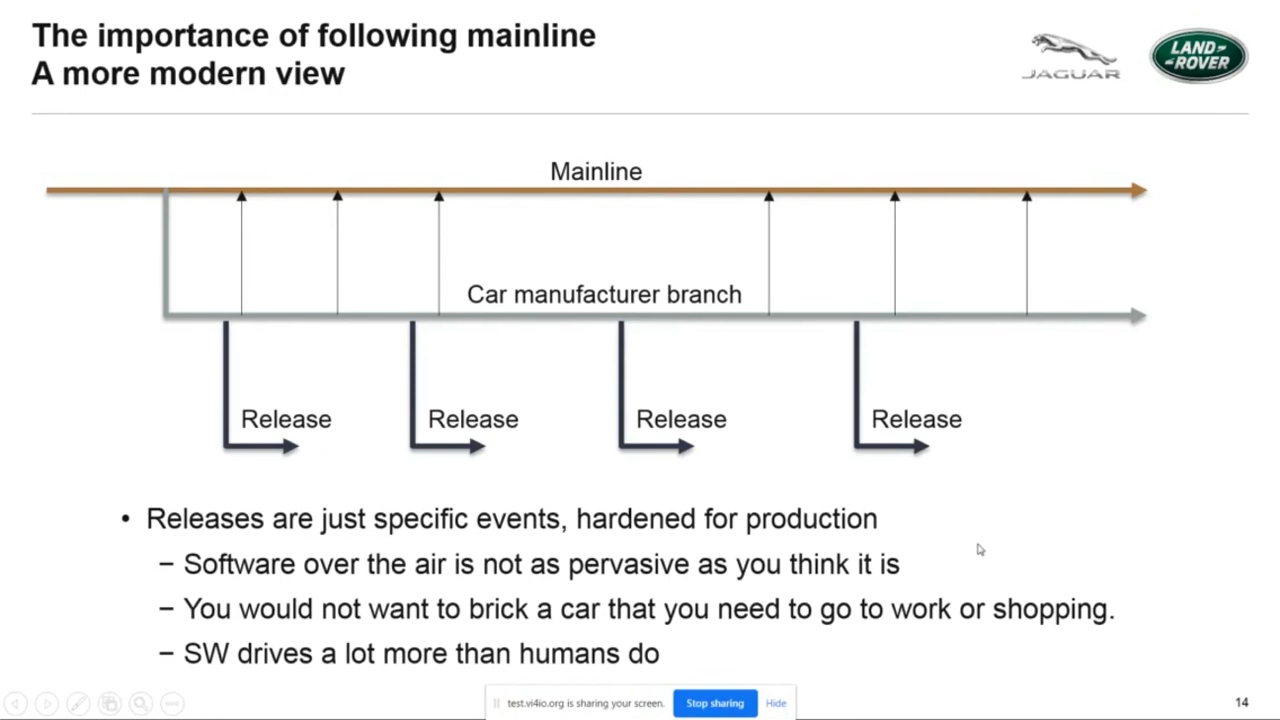 The importance of following mainline
A more modern view
JAGUAR
LAND-
-ROVER
Mainline
Car manufacturer branch
Release
Release
Release
Release
• Releases are just specific events, hardened for production
– Software over the air is not as pervasive as you think it is
– You would not want to brick a car that you need to go to work or shopping.
– SW drives a lot more than humans do
test.vi4io.org is sharing your screen.
Stop sharing
Hide
14